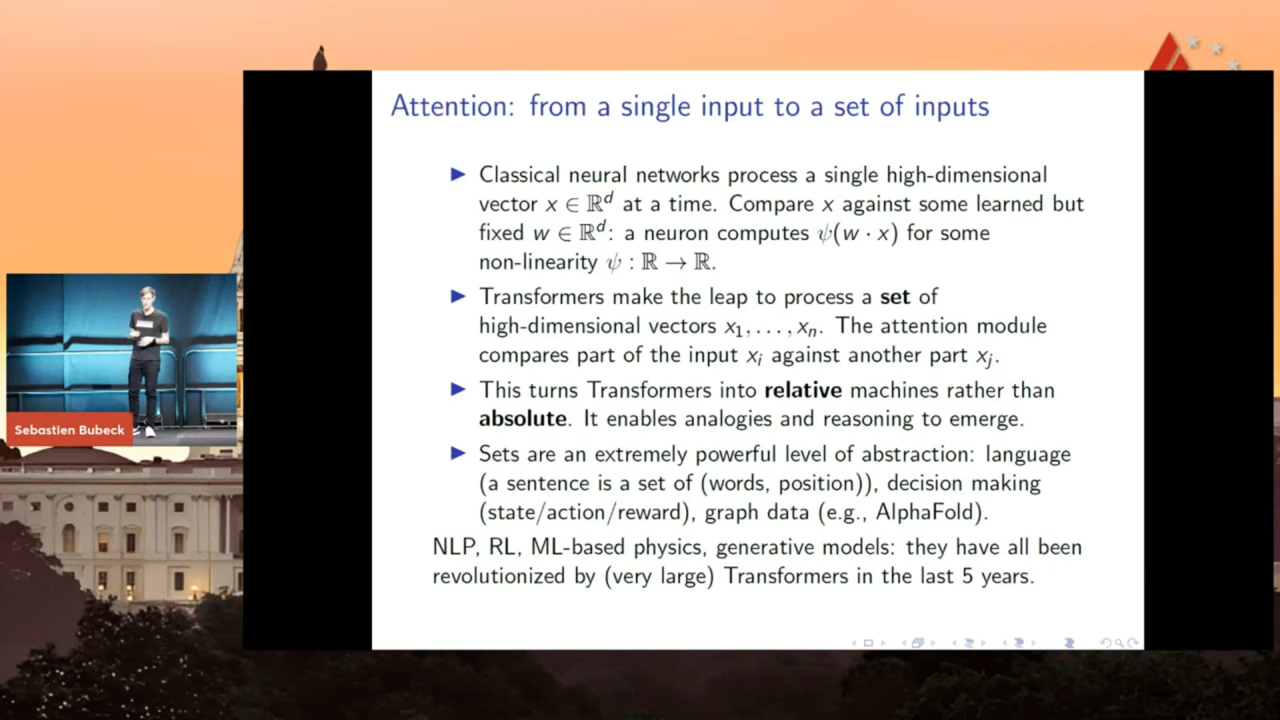 Attention: from a single input to a set of inputs
▶ Classical neural networks process a single high-dimensional
vector x ∈ ℝᵈ at a time. Compare x against some learned but
fixed w ∈ ℝᵈ: a neuron computes ψ(w · x) for some
non-linearity ψ : ℝ → ℝ.
▶ Transformers make the leap to process a set of
high-dimensional vectors x₁, . . . , xₙ. The attention module
compares part of the input xᵢ against another part xⱼ.
▶ This turns Transformers into relative machines rather than
absolute. It enables analogies and reasoning to emerge.
▶ Sets are an extremely powerful level of abstraction: language
(a sentence is a set of (words, position)), decision making
(state/action/reward), graph data (e.g., AlphaFold).
NLP, RL, ML-based physics, generative models: they have all been
revolutionized by (very large) Transformers in the last 5 years.
Sebastien Bubeck